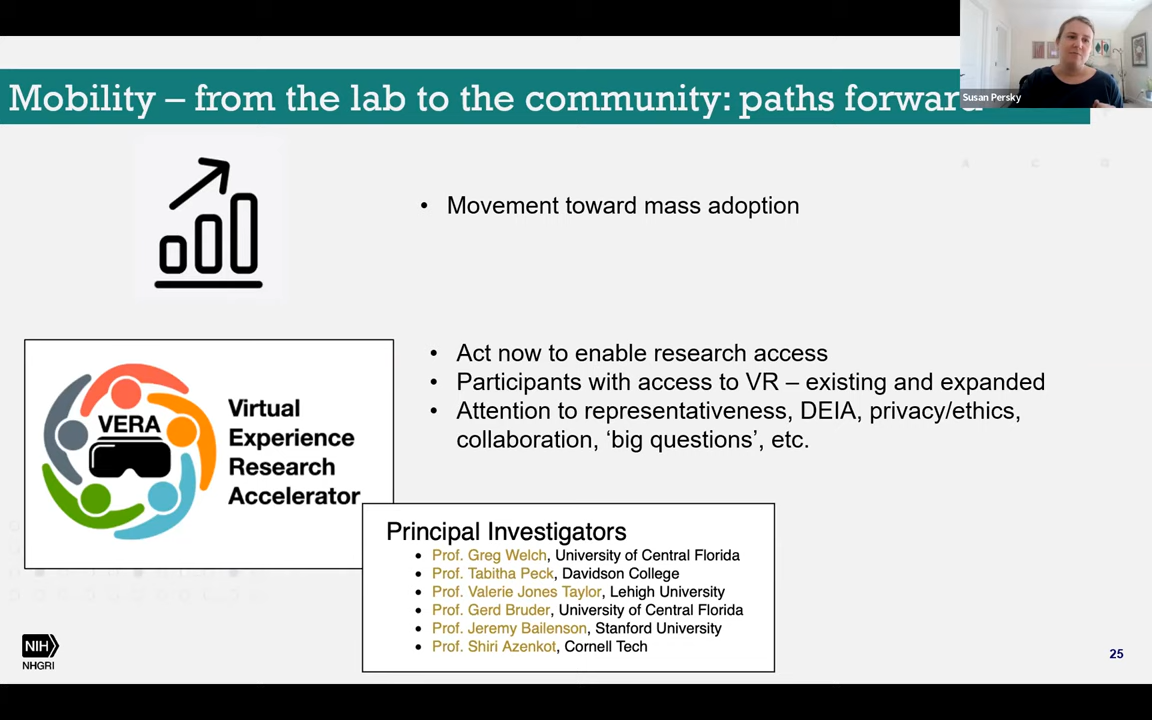 Mobility – from the lab to the community: paths forward
Susan Persky
• Movement toward mass adoption
VERA
Virtual
Experience
Research
Accelerator
• Act now to enable research access
• Participants with access to VR – existing and expanded
• Attention to representativeness, DEIA, privacy/ethics,
collaboration, ‘big questions’, etc.
Principal Investigators
• Prof. Greg Welch, University of Central Florida
• Prof. Tabitha Peck, Davidson College
• Prof. Valerie Jones Taylor, Lehigh University
• Prof. Gerd Bruder, University of Central Florida
• Prof. Jeremy Bailenson, Stanford University
• Prof. Shiri Azenkot, Cornell Tech
NIH
NHGRI
25